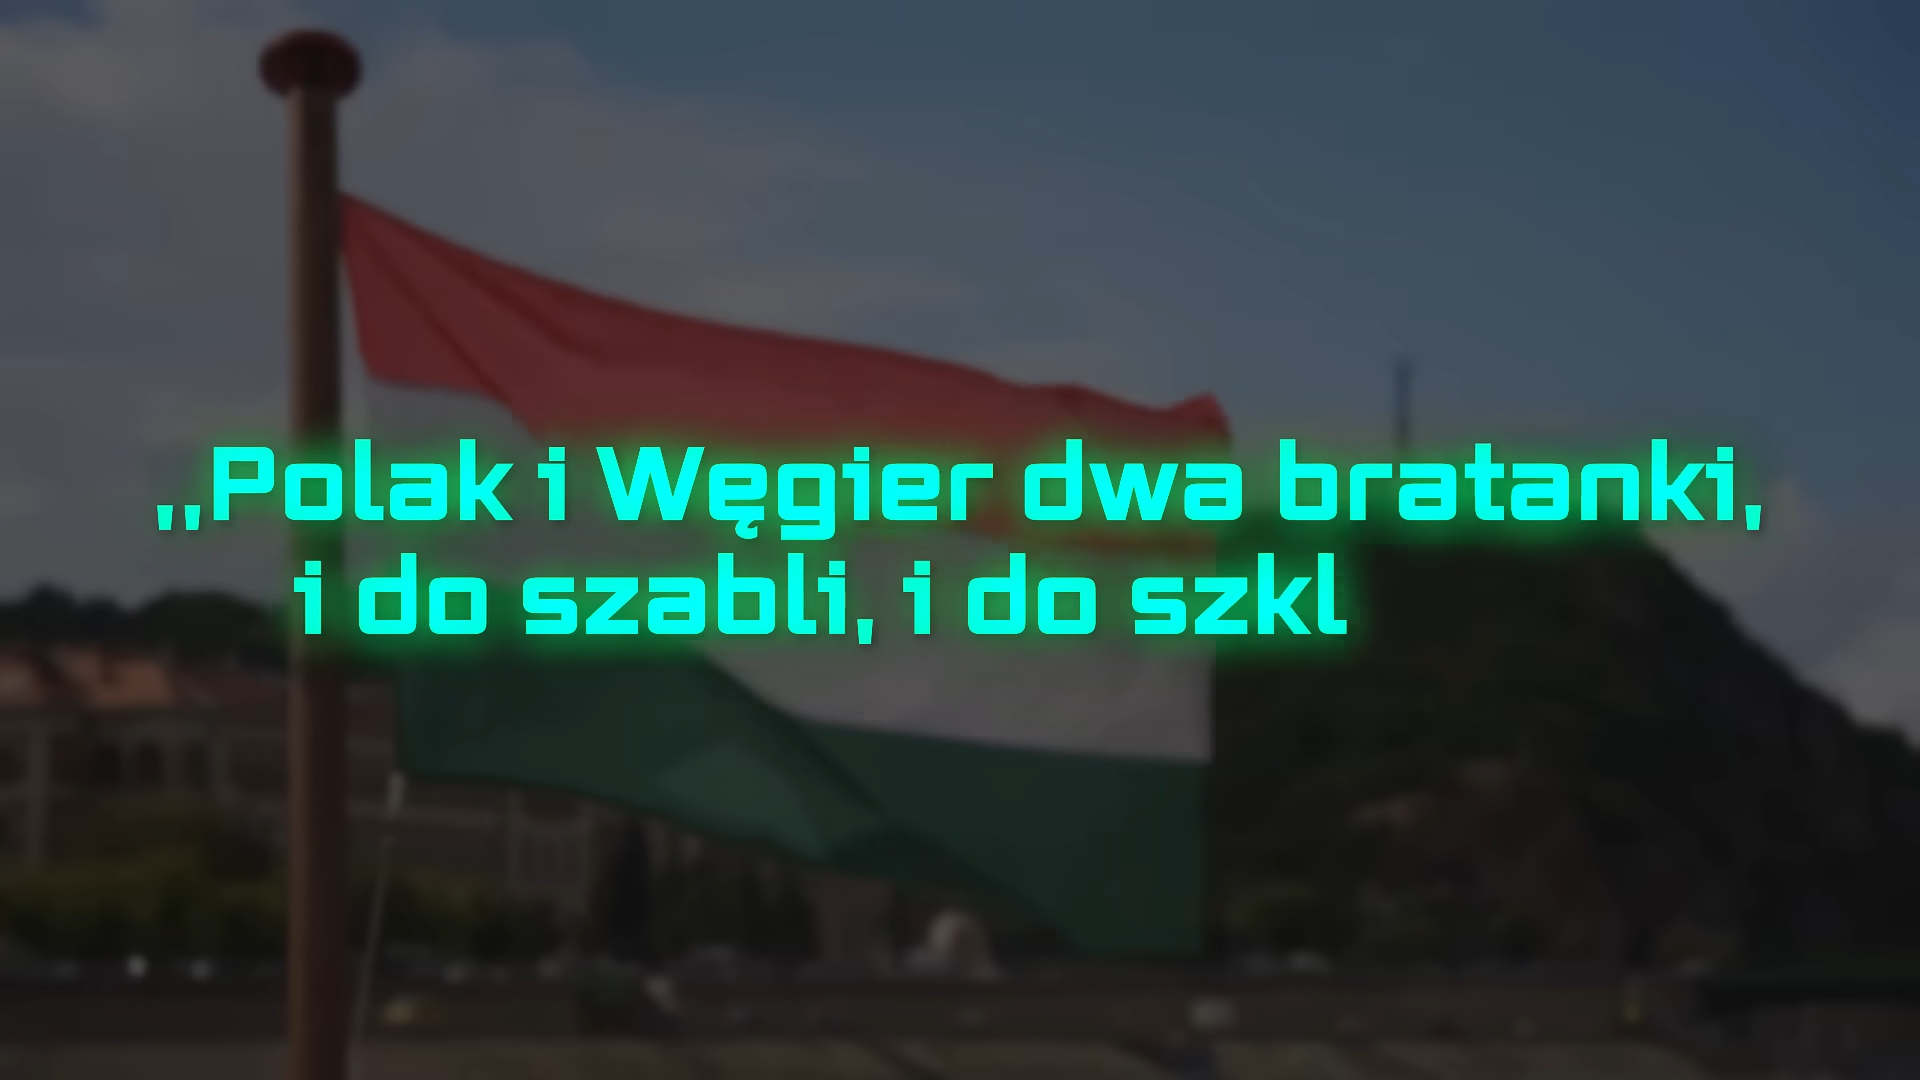 ,,Polak i Węgier dwa bratanki,
i do szabli, i do szkl